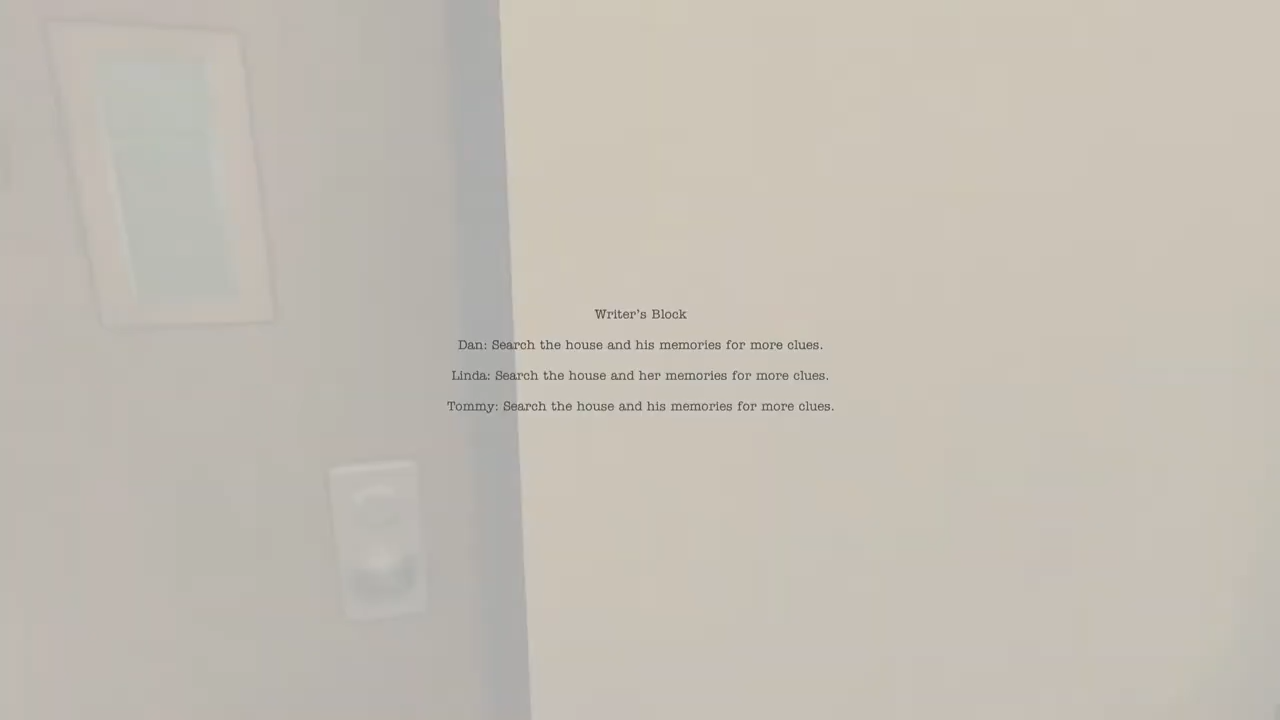 Writer's Block
Dan: Search the house and his memories for more clues.
Linda: Search the house and her memories for more clues.
Tommy: Search the house and his memories for more clues.